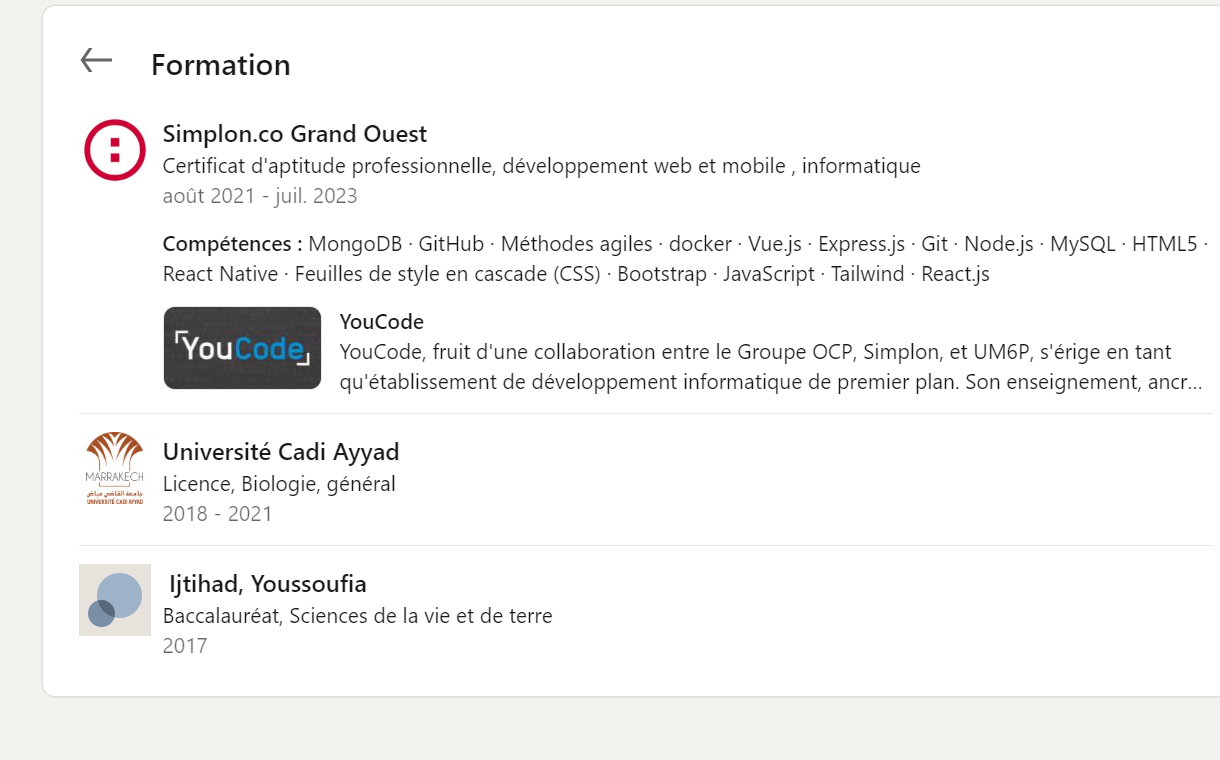 Formation
Simplon.co Grand Ouest
Certificat d'aptitude professionnelle, développement web et mobile , informatique
août 2021 - juil. 2023
Compétences : MongoDB · GitHub · Méthodes agiles · docker · Vue.js · Express.js · Git · Node.js · MySQL · HTML5 ·
React Native · Feuilles de style en cascade (CSS) · Bootstrap · JavaScript · Tailwind · React.js
YouCode
YouCode
YouCode, fruit d'une collaboration entre le Groupe OCP, Simplon, et UM6P, s'érige en tant
qu'établissement de développement informatique de premier plan. Son enseignement, ancr...
MARRAKECH
جامعة القاضي عياض
UNIVERSITÉ CADI AYYAD
Université Cadi Ayyad
Licence, Biologie, général
2018 - 2021
Ijtihad, Youssoufia
Baccalauréat, Sciences de la vie et de terre
2017